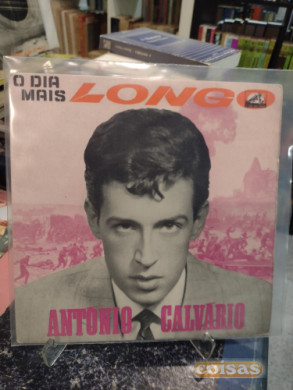 O DIA
MAIS LONGO
ANTONIO CALVÁRIO
coisas